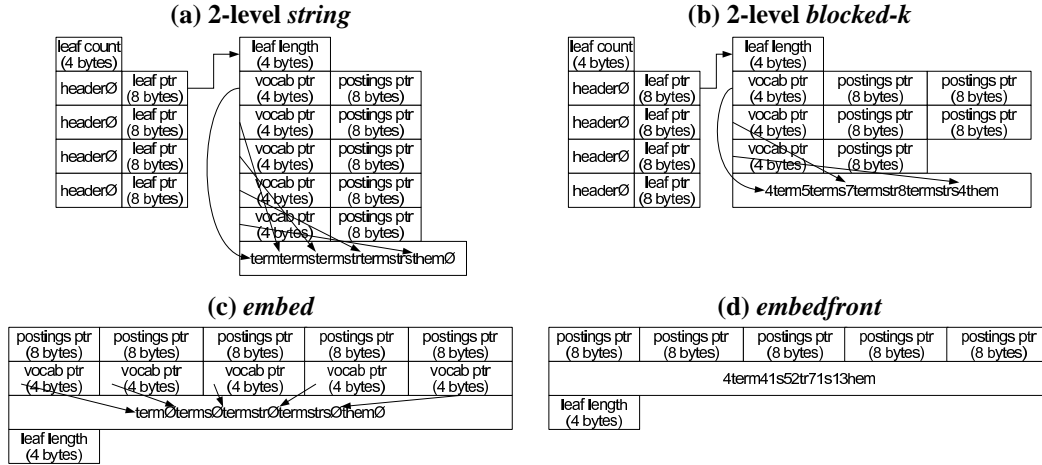 (a) 2-level string
leaf count
(4 bytes)
headerØ
leaf ptr
(8 bytes)
headerØ
leaf ptr
(8 bytes)
headerØ
leaf ptr
(8 bytes)
headerØ
leaf ptr
(8 bytes)
leaf length
(4 bytes)
vocab ptr
(4 bytes)
postings ptr
(8 bytes)
vocab ptr
(4 bytes)
postings ptr
(8 bytes)
vocab ptr
(4 bytes)
postings ptr
(8 bytes)
vocab ptr
(4 bytes)
postings ptr
(8 bytes)
vocab ptr
(4 bytes)
postings ptr
(8 bytes)
termtermstermstrtermstrsthemØ
(b) 2-level blocked-k
leaf count
(4 bytes)
headerØ
leaf ptr
(8 bytes)
headerØ
leaf ptr
(8 bytes)
headerØ
leaf ptr
(8 bytes)
headerØ
leaf ptr
(8 bytes)
leaf length
(4 bytes)
vocab ptr
(4 bytes)
postings ptr
(8 bytes)
postings ptr
(8 bytes)
vocab ptr
(4 bytes)
postings ptr
(8 bytes)
postings ptr
(8 bytes)
vocab ptr
(4 bytes)
postings ptr
(8 bytes)
4term5terms7termstr8termstrs4them
(c) embed
postings ptr
(8 bytes)
postings ptr
(8 bytes)
postings ptr
(8 bytes)
postings ptr
(8 bytes)
postings ptr
(8 bytes)
vocab ptr
(4 bytes)
vocab ptr
(4 bytes)
vocab ptr
(4 bytes)
vocab ptr
(4 bytes)
vocab ptr
(4 bytes)
termØtermsØtermstrØtermstrsØthemØ
leaf length
(4 bytes)
(d) embedfront
postings ptr
(8 bytes)
postings ptr
(8 bytes)
postings ptr
(8 bytes)
postings ptr
(8 bytes)
postings ptr
(8 bytes)
4term41s52tr71s13hem
leaf length
(4 bytes)